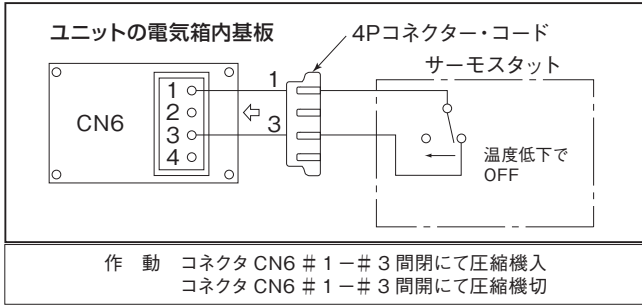 ユニットの電気箱内基板
4Pコネクター・コード
サーモスタット
CN6
1
2
3
4
1
3
温度低下で
OFF
作　動　コネクタ CN6 ＃ 1 －＃ 3 間閉にて圧縮機入
コネクタ CN6 ＃ 1 －＃ 3 間開にて圧縮機切